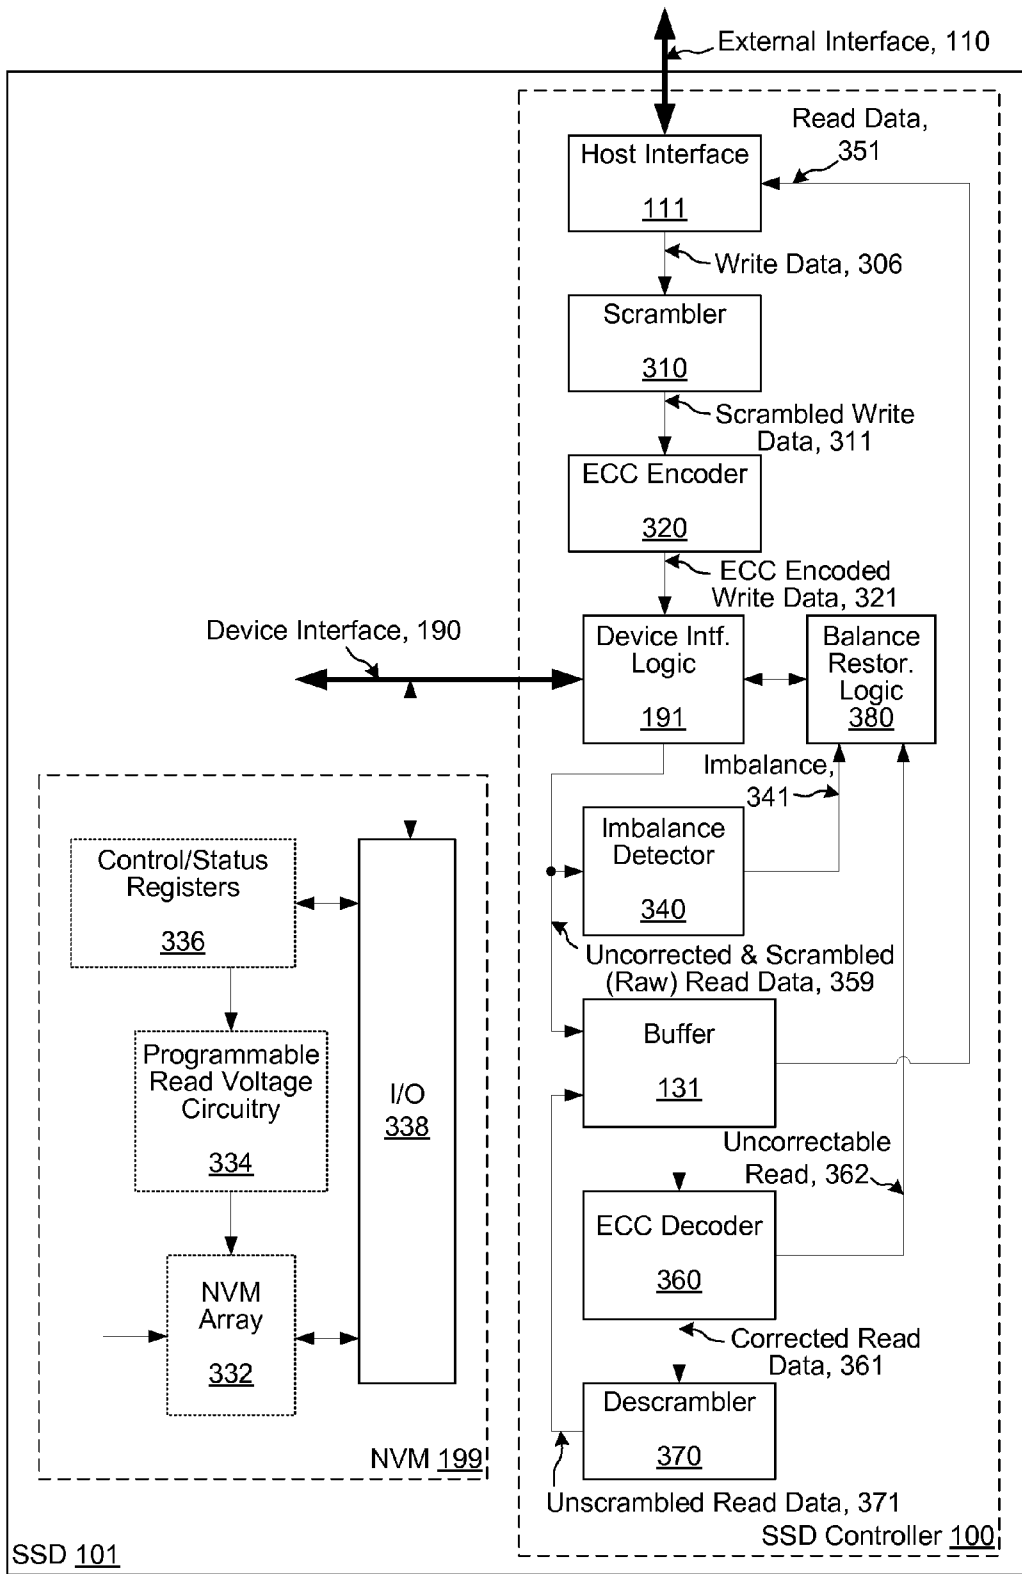 External Interface, 110
Read Data,
351
Host Interface
111
Write Data, 306
Scrambler
310
Scrambled Write
Data, 311
ECC Encoder
320
ECC Encoded
Write Data, 321
Device Interface, 190
Device Intf.
Logic
191
Balance
Restor.
Logic
380
Imbalance,
341
Imbalance
Detector
340
Control/Status
Registers
336
Uncorrected & Scrambled
(Raw) Read Data, 359
Programmable
Read Voltage
Circuitry
334
I/O
338
Buffer
131
Uncorrectable
Read, 362
ECC Decoder
360
NVM
Array
332
Corrected Read
Data, 361
Descrambler
370
NVM 199
Unscrambled Read Data, 371
SSD Controller 100
SSD 101